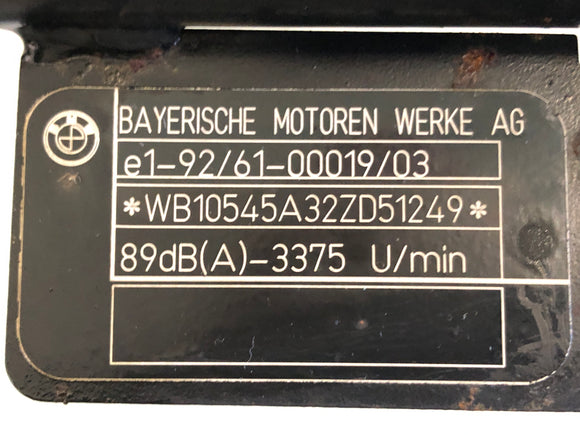 BAYERISCHE MOTOREN WERKE AG
e1-92/61-00019/03
*WB10545A32ZD51249*
89dB(A)-3375 U/min